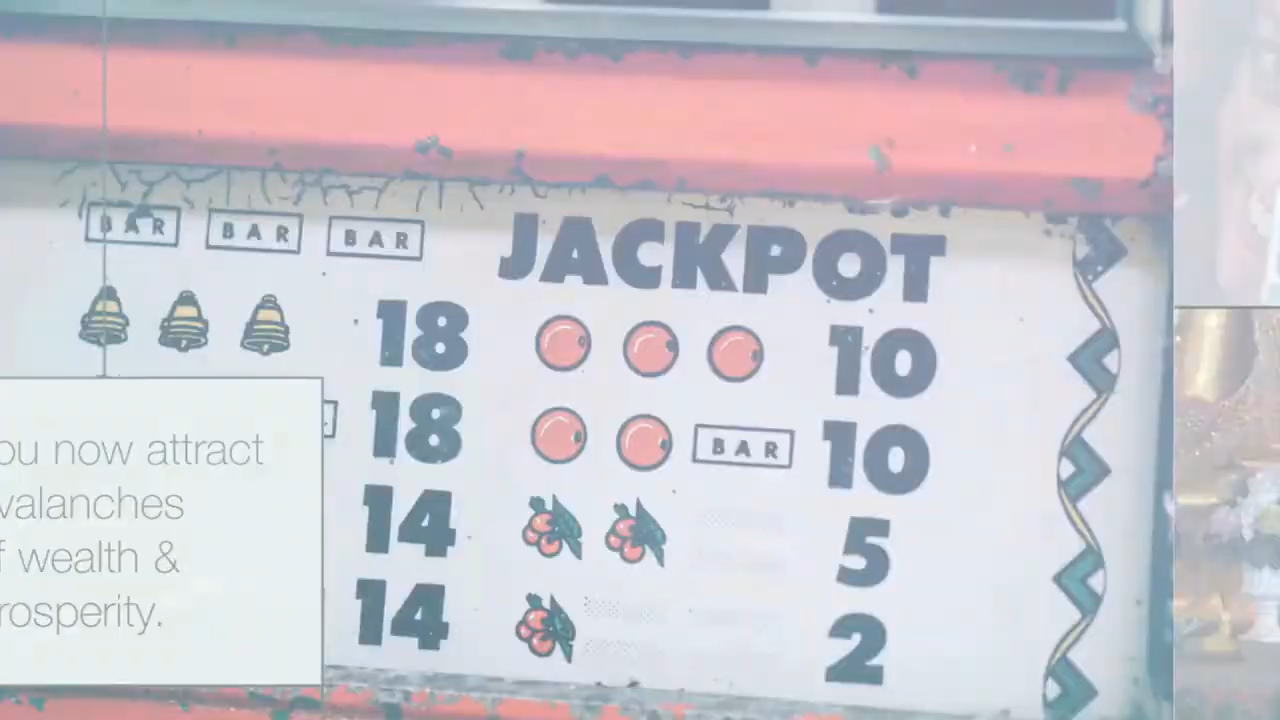 BAR BAR BAR JACKPOT
18 10
18 BAR 10
14 5
14 2
ou now attract
valanches
f wealth &
rosperity.